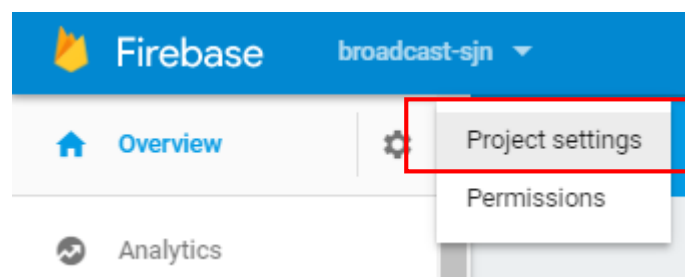 Firebase broadcast-sjn
Overview
Project settings
Permissions
Analytics